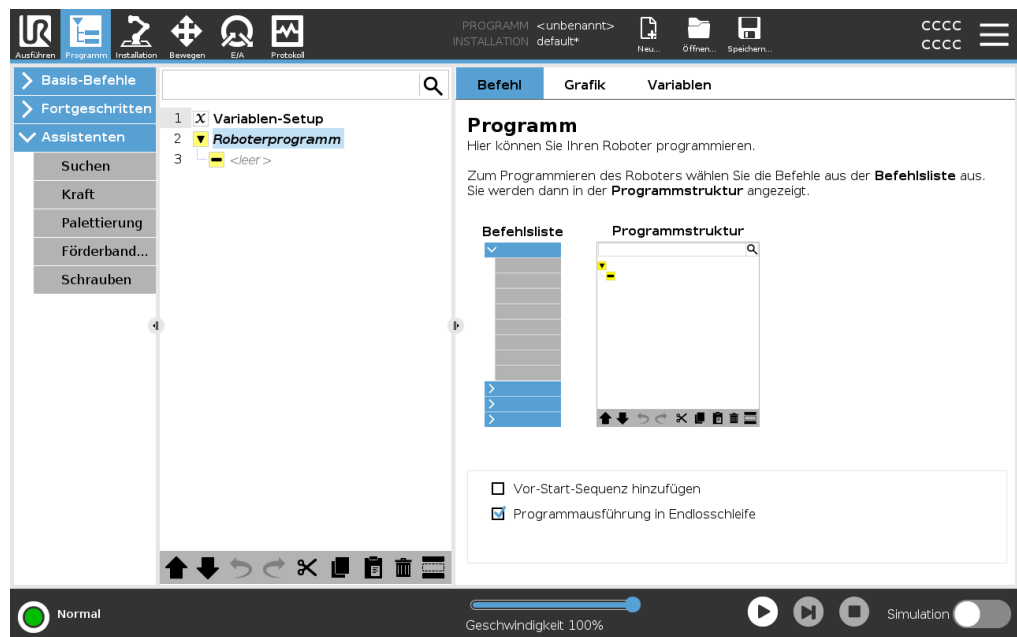 PROGRAMM <unbenannt>
INSTALLATION default*
Neu... Öffnen... Speichern...
CCCC
CCCC
Ausführen Programm Installation Bewegen E/A Protokoll
Basis-Befehle
Fortgeschritten
Assistenten
Suchen
Kraft
Palettierung
Förderband...
Schrauben
1 X Variablen-Setup
2 Roboterprogramm
3 <leer>
Befehl Grafik Variablen
Programm
Hier können Sie Ihren Roboter programmieren.
Zum Programmieren des Roboters wählen Sie die Befehle aus der Befehlsliste aus.
Sie werden dann in der Programmstruktur angezeigt.
Befehlsliste Programmstruktur
Vor-Start-Sequenz hinzufügen
Programmausführung in Endlosschleife
Normal
Geschwindigkeit 100%
Simulation